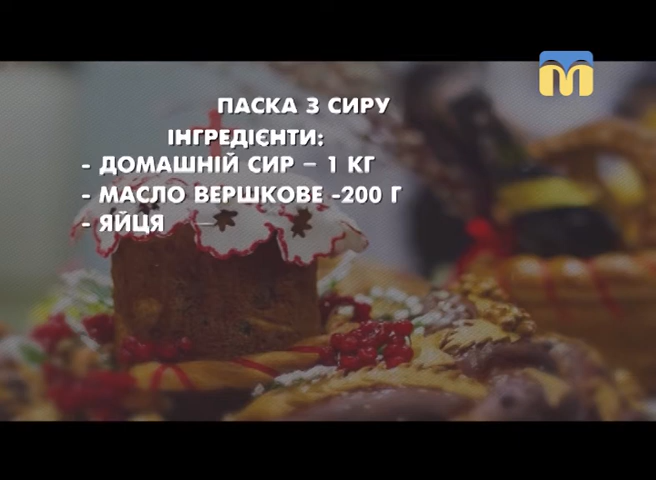 ПАСКА З СИРУ
ІНГРЕДІЄНТИ:
- ДОМАШНІЙ СИР – 1 КГ
- МАСЛО ВЕРШКОВЕ -200 Г
- ЯЙЦЯ –